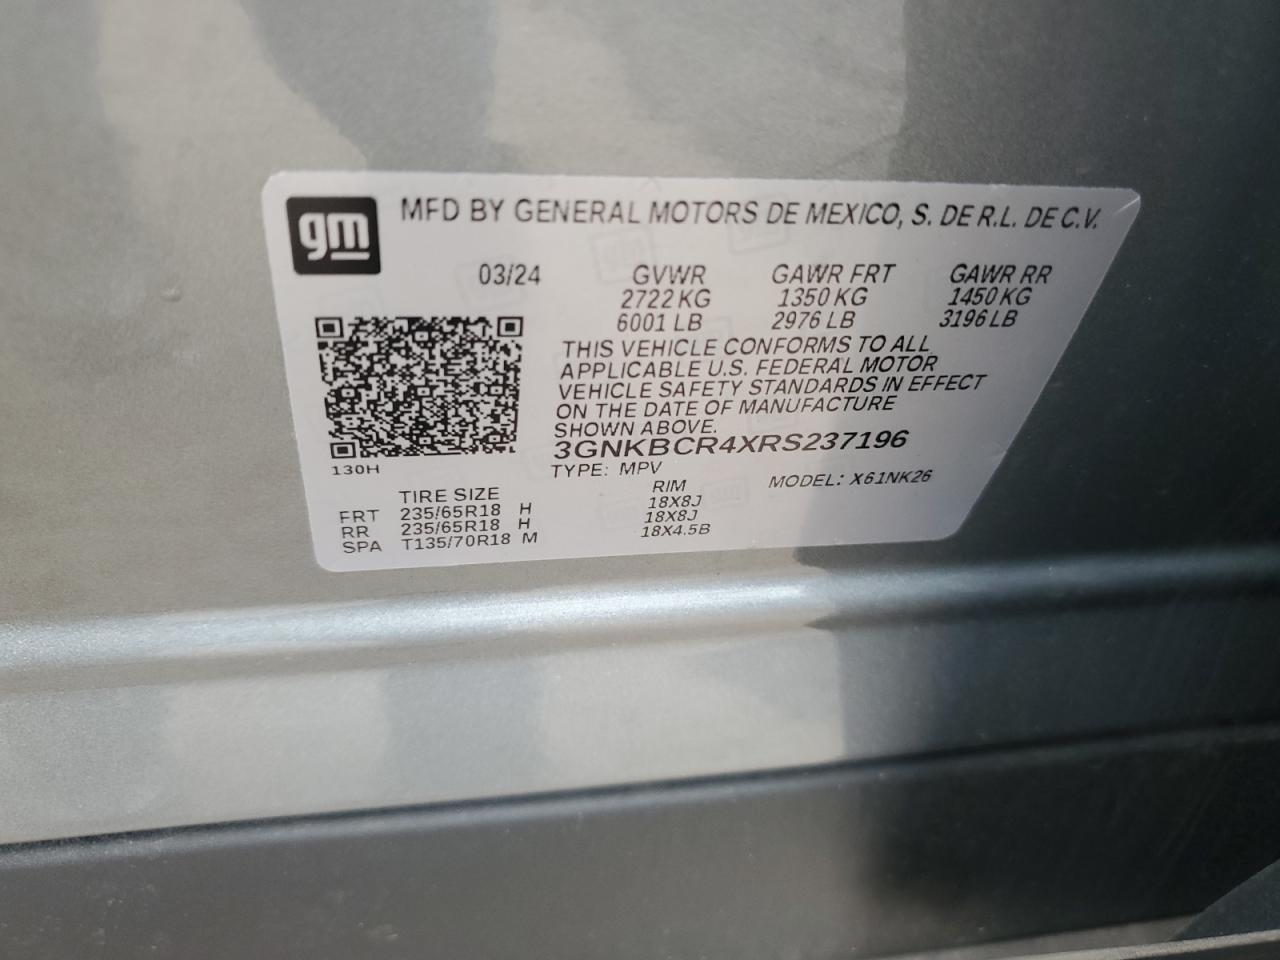 gm MFD BY GENERAL MOTORS DE MEXICO, S. DE R.L. DE C.V.
03/24 GVWR GAWR FRT GAWR RR
2722 KG 1350 KG 1450 KG
6001 LB 2976 LB 3196 LB
THIS VEHICLE CONFORMS TO ALL
APPLICABLE U.S. FEDERAL MOTOR
VEHICLE SAFETY STANDARDS IN EFFECT
ON THE DATE OF MANUFACTURE
SHOWN ABOVE.
3GNKBCR4XRS237196
130H TYPE: MPV MODEL: X61NK26
TIRE SIZE RIM
FRT 235/65R18 H 18X8J
RR 235/65R18 H 18X8J
SPA T135/70R18 M 18X4.5B